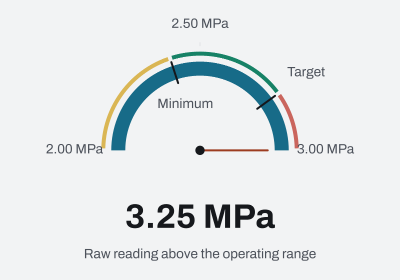 2.50 MPa
Target
Minimum
2.00 MPa
3.00 MPa
3.25 MPa
Raw reading above the operating range